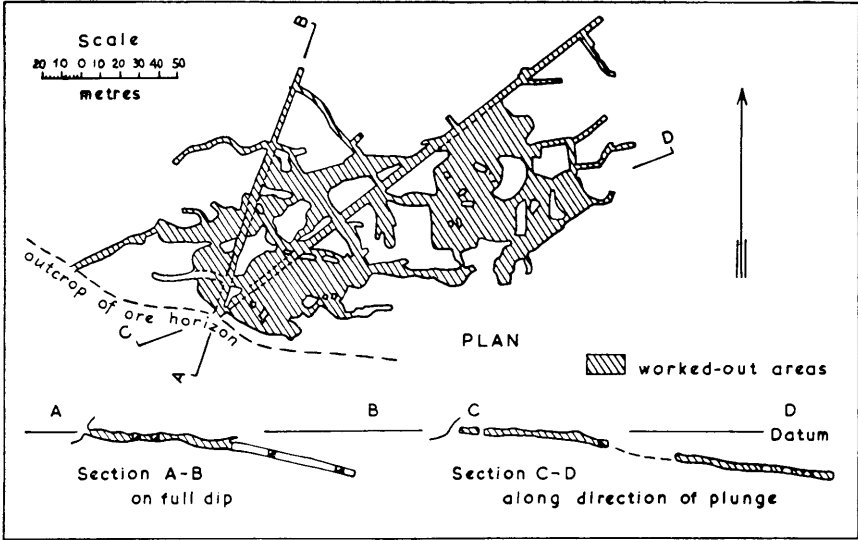 Scale
20 10 0 10 20 30 40 50
metres
B
D
outcrop of ore horizon
C
A
PLAN
worked-out areas
A
B
C
D
Datum
Section A-B
on full dip
Section C-D
along direction of plunge